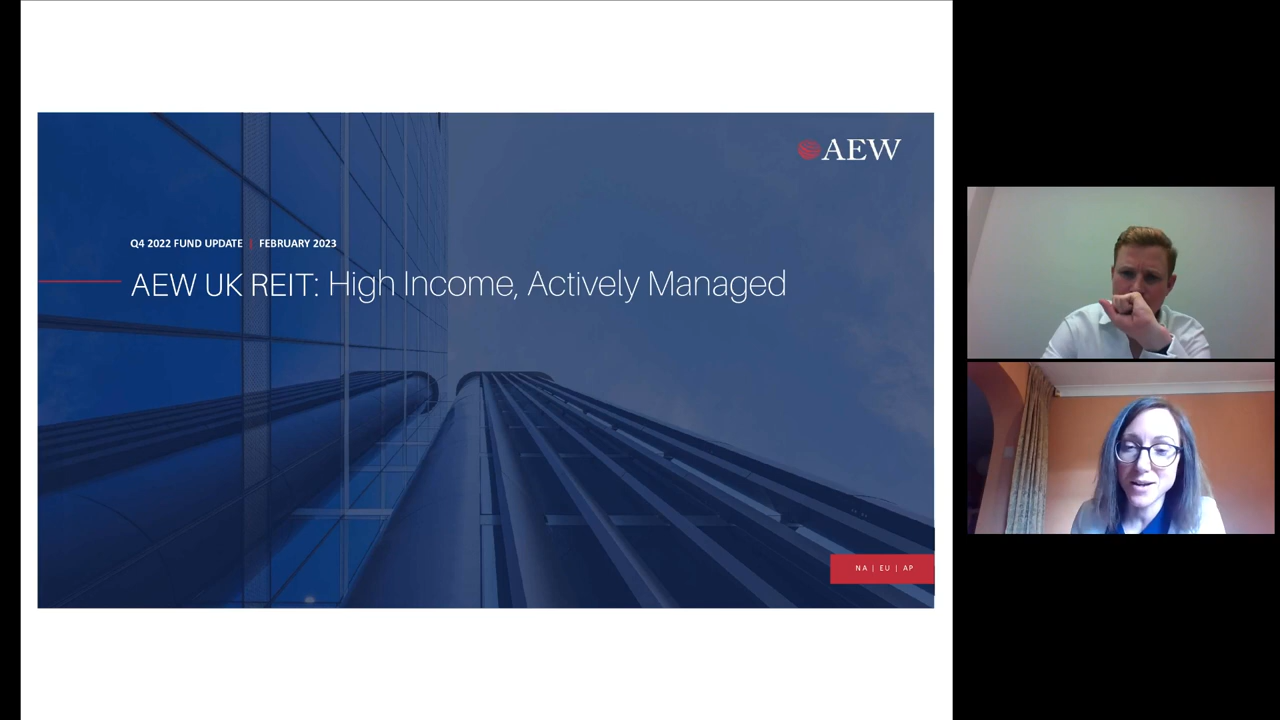 AEW
Q4 2022 FUND UPDATE | FEBRUARY 2023
AEW UK REIT: High Income, Actively Managed
NA | EU | AP